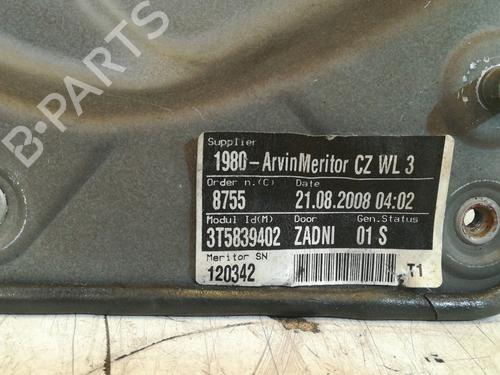 Supplier
1980-ArvinMeritor CZ WL 3
Order n.(C) Date
8755 21.08.2008 04:02
Modul Id(M) Door Gen.Status
3T5839402 ZADNI 01 S
Meritor SN
120342 T1
B-PARTS